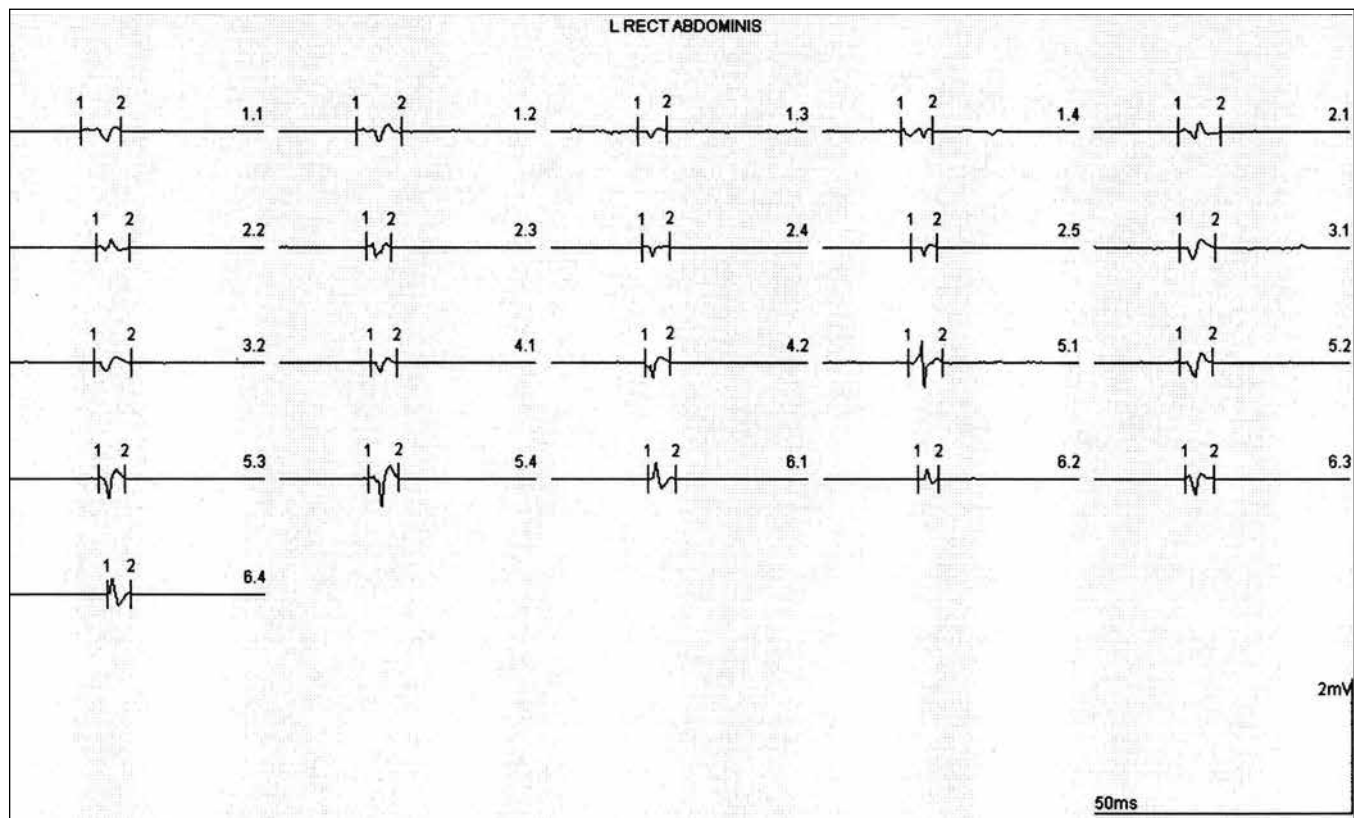 L RECT ABDOMINIS
1 2 1.1 1 2 1.2 1 2 1.3 1 2 1.4 1 2 2.1
1 2 2.2 1 2 2.3 1 2 2.4 1 2 2.5 1 2 3.1
1 2 3.2 1 2 4.1 1 2 4.2 1 2 5.1 1 2 5.2
1 2 5.3 1 2 5.4 1 2 6.1 1 2 6.2 1 2 6.3
1 2 6.4
2mV
50ms